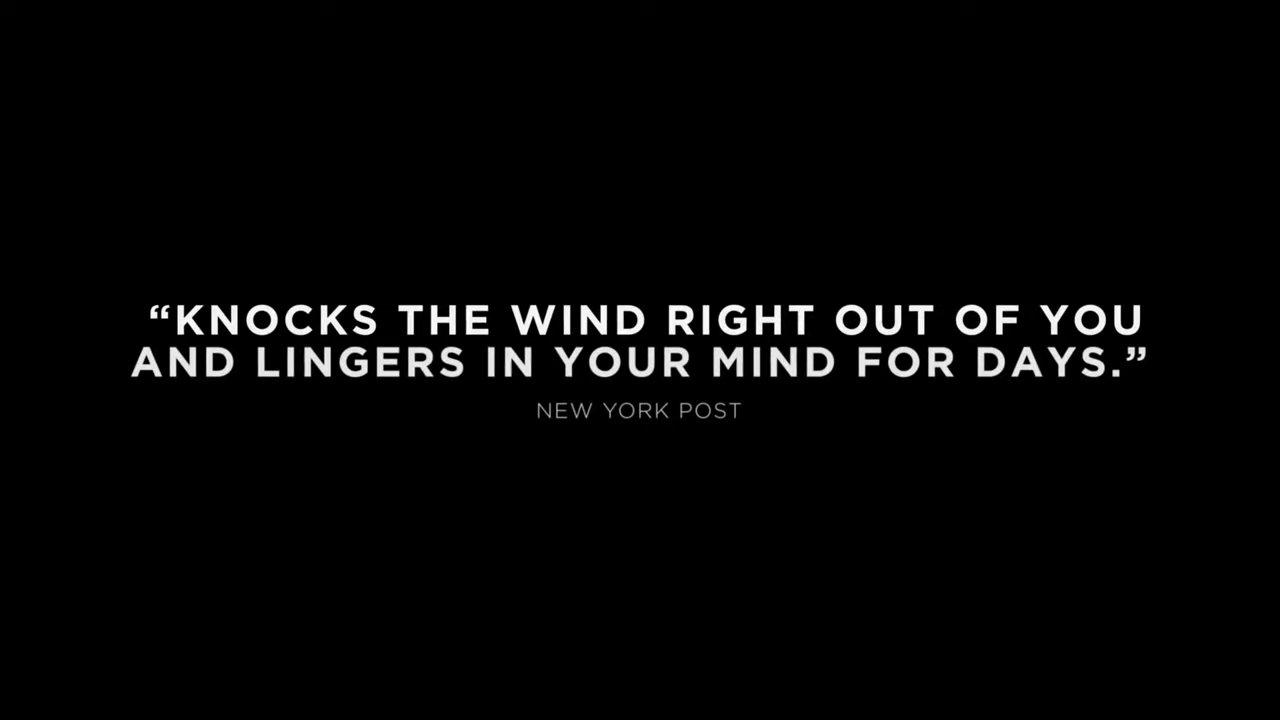 “KNOCKS THE WIND RIGHT OUT OF YOU
AND LINGERS IN YOUR MIND FOR DAYS.”
NEW YORK POST